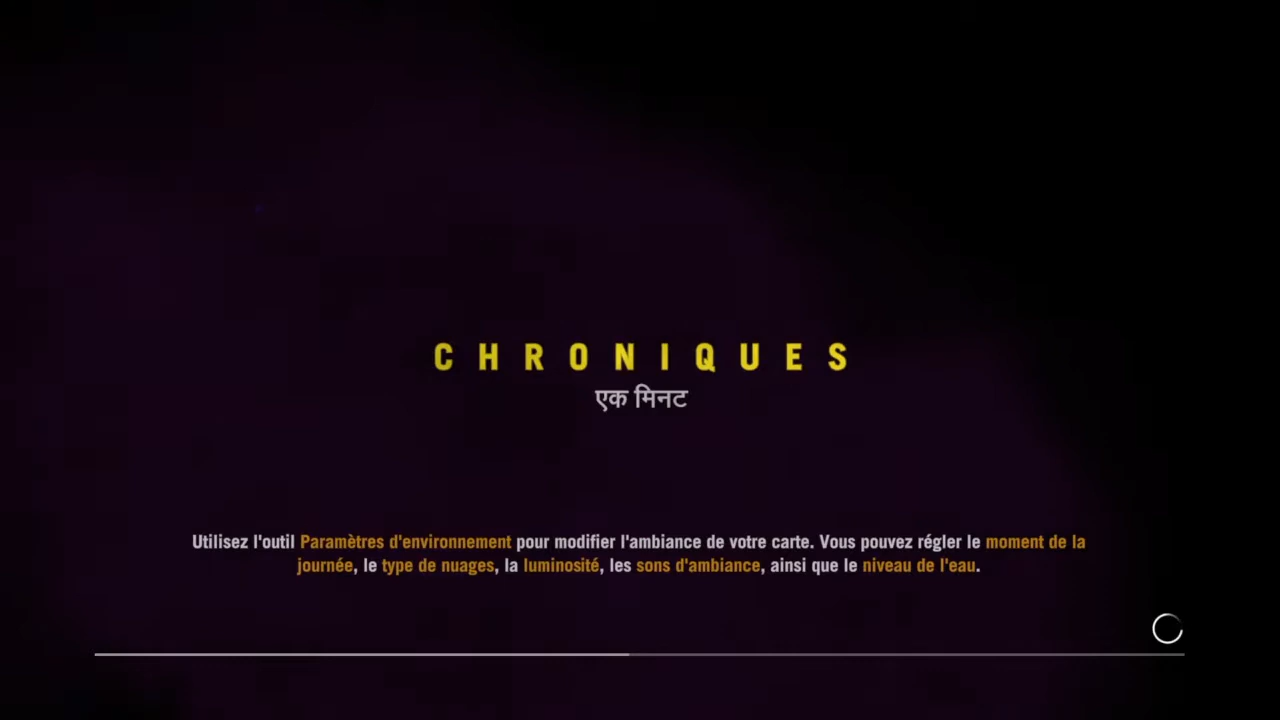 CHRONIQUES
एक मिनट
Utilisez l'outil Paramètres d'environnement pour modifier l'ambiance de votre carte. Vous pouvez régler le moment de la
journée, le type de nuages, la luminosité, les sons d'ambiance, ainsi que le niveau de l'eau.